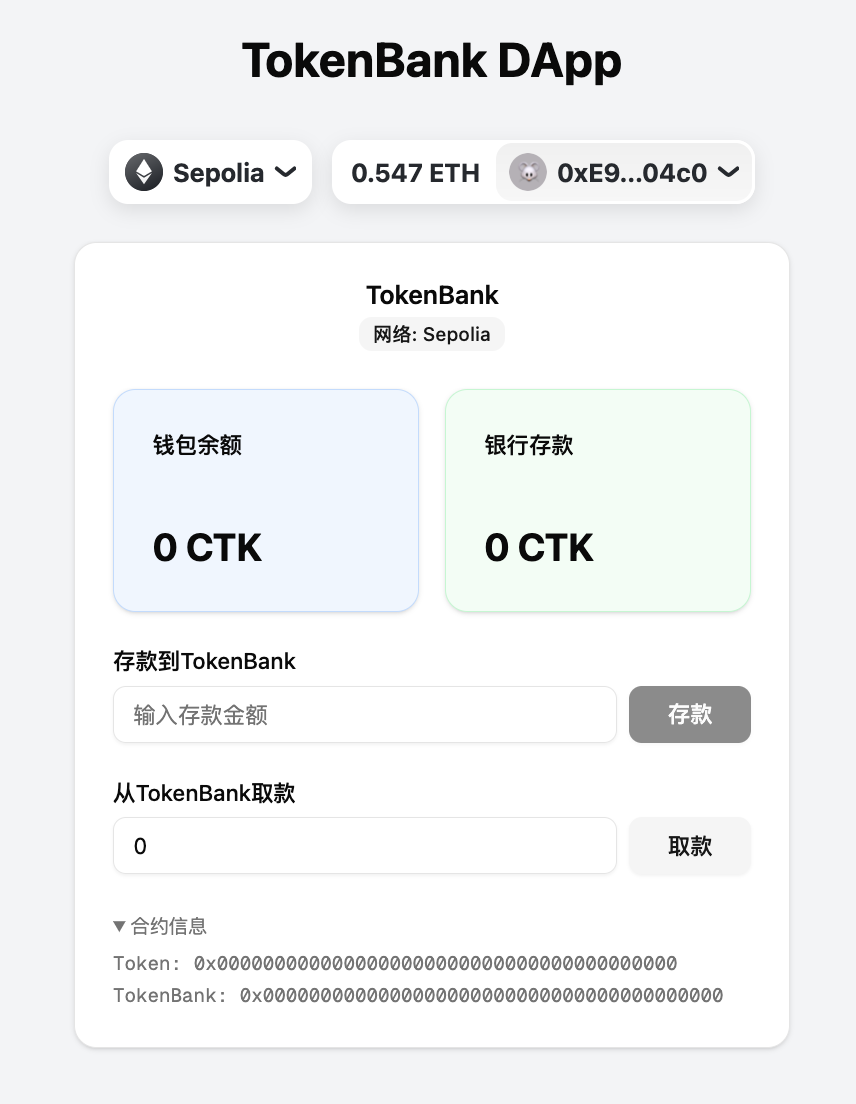 TokenBank DApp
Sepolia
0.547 ETH 0xE9...04c0
TokenBank
网络: Sepolia
钱包余额
0 CTK
银行存款
0 CTK
存款到TokenBank
输入存款金额 存款
从TokenBank取款
0 取款
▼ 合约信息
Token: 0x0000000000000000000000000000000000000000
TokenBank: 0x0000000000000000000000000000000000000000